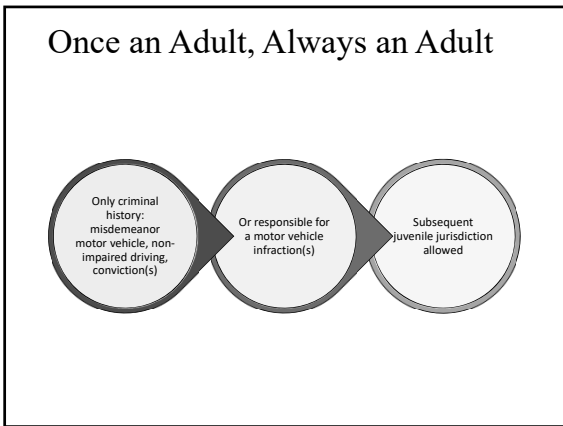 Once an Adult, Always an Adult
Only criminal
history:
misdemeanor
motor vehicle, non-
impaired driving,
conviction(s)
Or responsible for
a motor vehicle
infraction(s)
Subsequent
juvenile jurisdiction
allowed